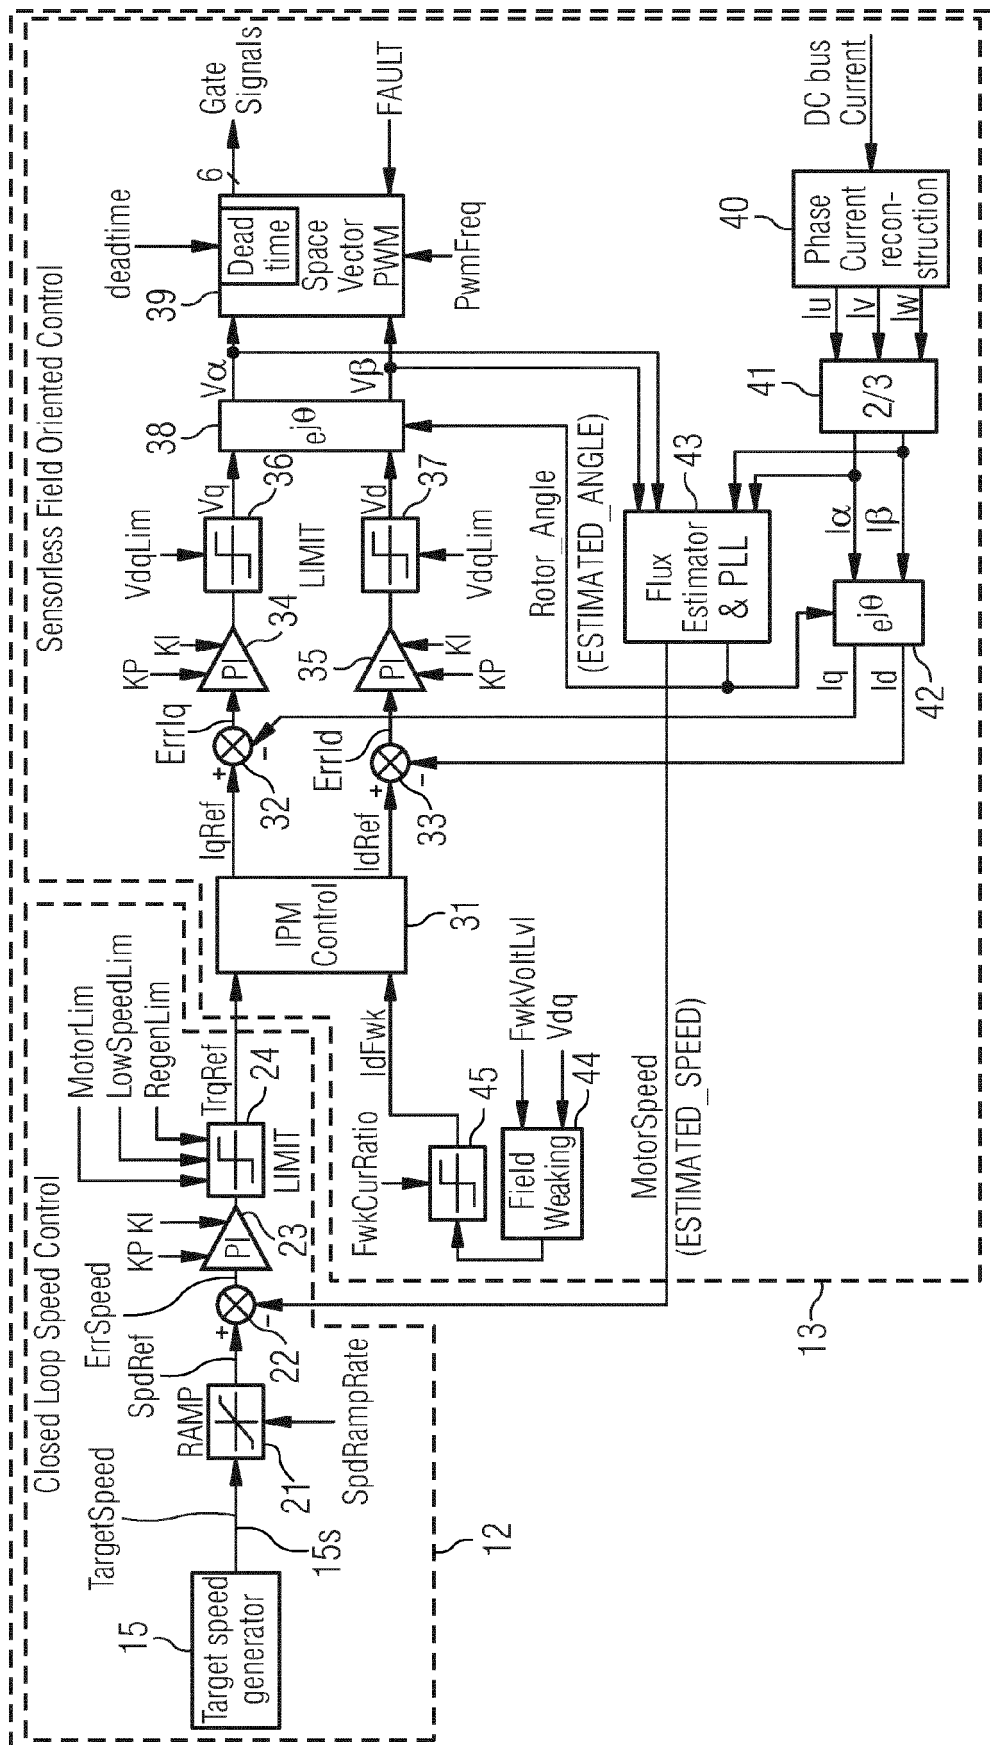 Closed Loop Speed Control
Sensorless Field Oriented Control
15
Target speed
generator
TargetSpeed
15s
RAMP
21
SpdRampRate
SpdRef
ErrSpeed
+
-
22
KP
KI
PI
23
MotorLim
LowSpeedLim
RegenLim
TrqRef
24
LIMIT
12
13
IPM
Control
31
IdFwk
FwkCurRatio
45
Field
Weaking
44
FwkVoltLvl
Vdq
MotorSpeed
(ESTIMATED_SPEED)
IqRef
IdRef
+
-
32
+
-
33
ErrIq
ErrId
KP
KI
PI
34
35
PI
KP
KI
VdqLim
Vq
36
LIMIT
Vd
37
VdqLim
38
ejθ
Vα
Vβ
39
deadtime
Dead
time
Space
Vector
PWM
PwmFreq
6
Gate
Signals
FAULT
Rotor_Angle
(ESTIMATED_ANGLE)
Flux
Estimator
& PLL
43
DC bus
Current
40
Phase
Current
recon-
struction
Iu
Iv
Iw
41
2/3
Iα
Iβ
ejθ
42
Iq
Id